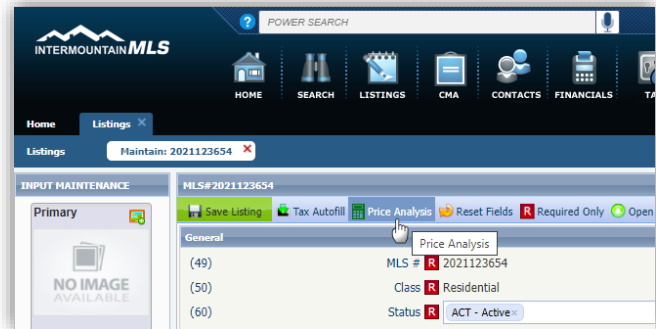 POWER SEARCH
INTERMOUNTAIN MLS
HOME SEARCH LISTINGS CMA CONTACTS FINANCIALS TA
Home Listings
Listings Maintain: 2021123654
INPUT MAINTENANCE MLS#2021123654
Primary Save Listing Tax Autofill Price Analysis Reset Fields R Required Only Open
General Price Analysis
(49) MLS # R 2021123654
NO IMAGE
AVAILABLE
(50) Class R Residential
(60) Status R ACT - Active